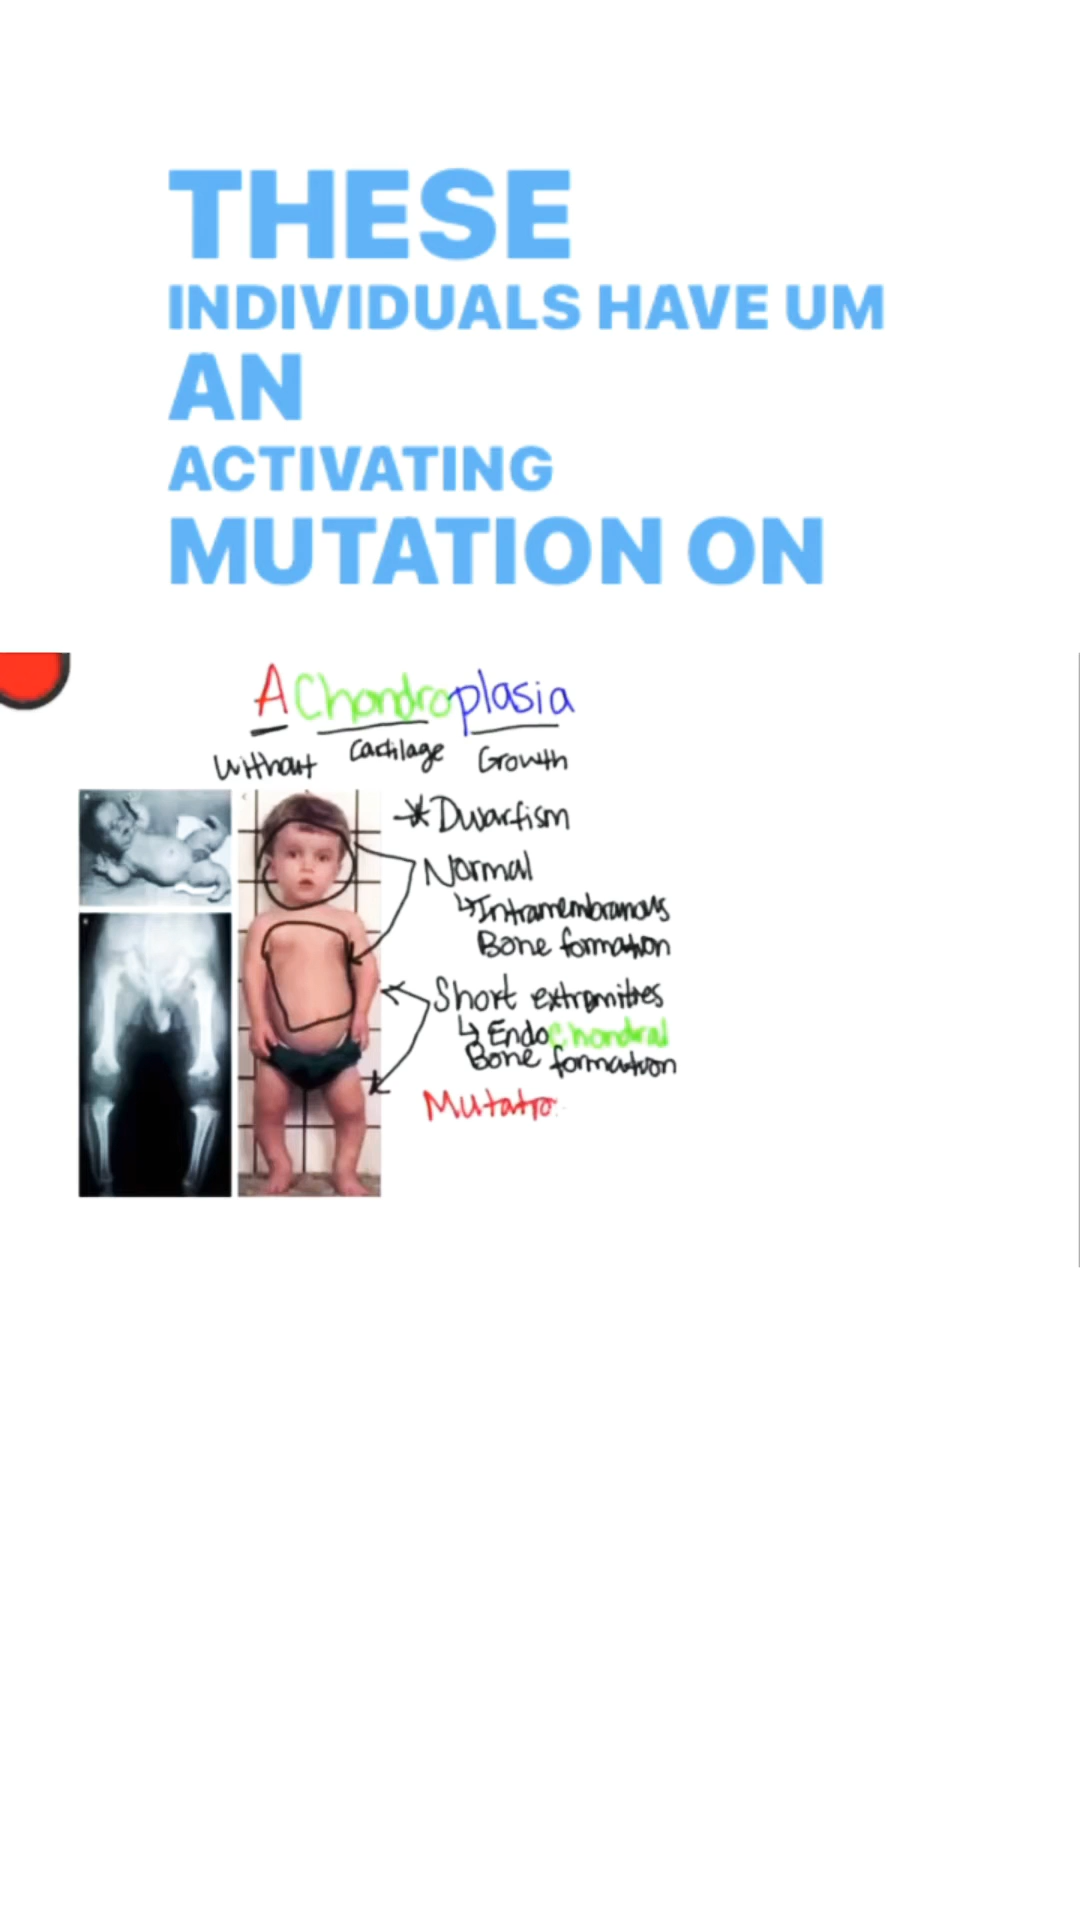 THESE
INDIVIDUALS HAVE UM
AN
ACTIVATING
MUTATION ON
AChondroplasia
Without Cartilage Growth
* Dwarfism
Normal
↳Intramembranous
Bone formation
Short extremities
↳ Endochondral
Bone formation
Mutatio